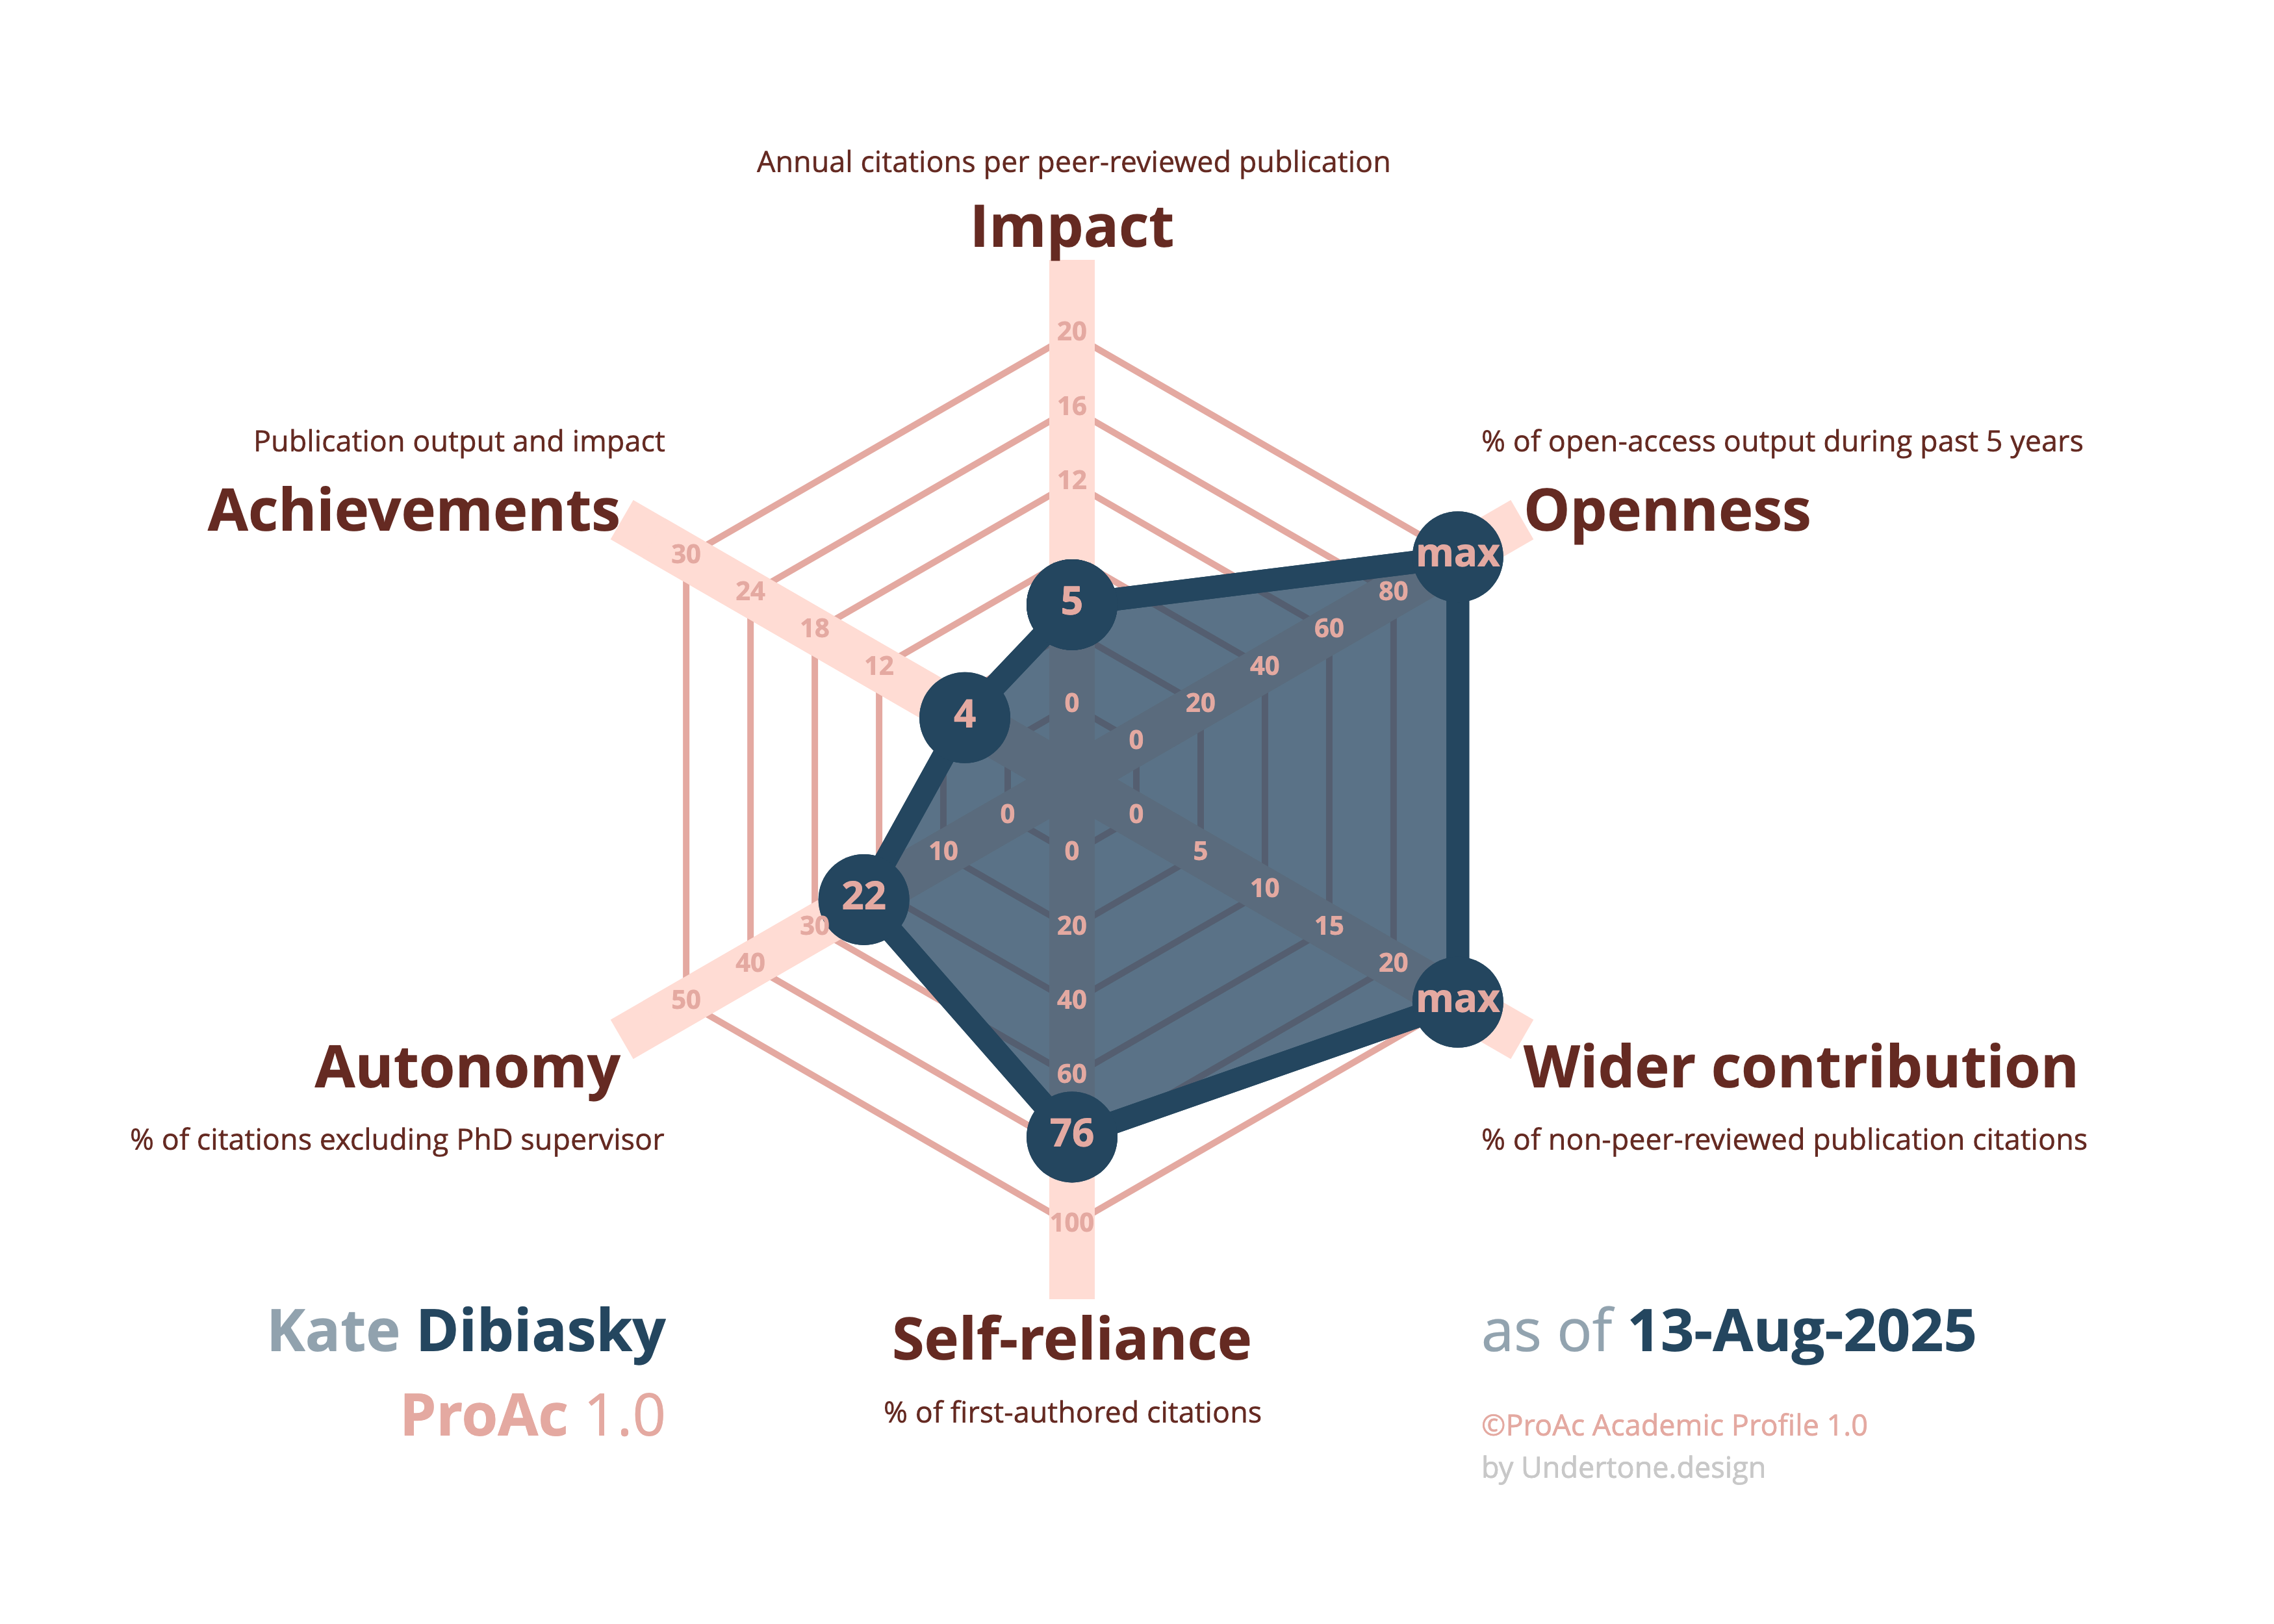 Annual citations per peer-reviewed publication
Impact
20
16
12
5
0
% of open-access output during past 5 years
Openness
max
80
60
40
20
0
Publication output and impact
Achievements
30
24
18
12
4
0
10
22
30
40
50
Autonomy
% of citations excluding PhD supervisor
0
20
40
60
76
100
Self-reliance
% of first-authored citations
0
5
10
15
20
max
Wider contribution
% of non-peer-reviewed publication citations
Kate Dibiasky
ProAc 1.0
as of 13-Aug-2025
©ProAc Academic Profile 1.0
by Undertone.design